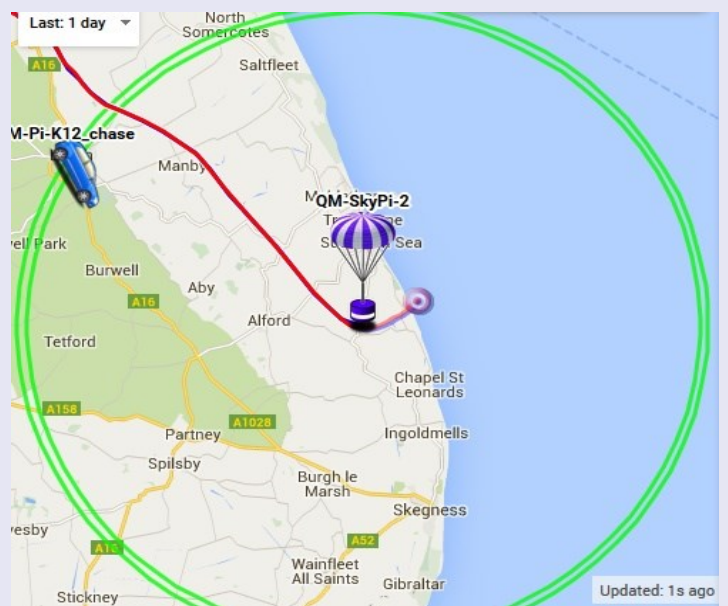 Last: 1 day
North
Somercotes
A16
Saltfleet
M-Pi-K12_chase
Manby
QM-SkyPi-2
Sea
ell Park
Burwell
Aby
A16
Alford
Tetford
Chapel St
Leonards
A158
A1028
Partney
Ingoldmells
Spilsby
Burgh le
Marsh
Skegness
esby
A52
Wainfleet
All Saints
Gibraltar
Updated: 1s ago
Stickney